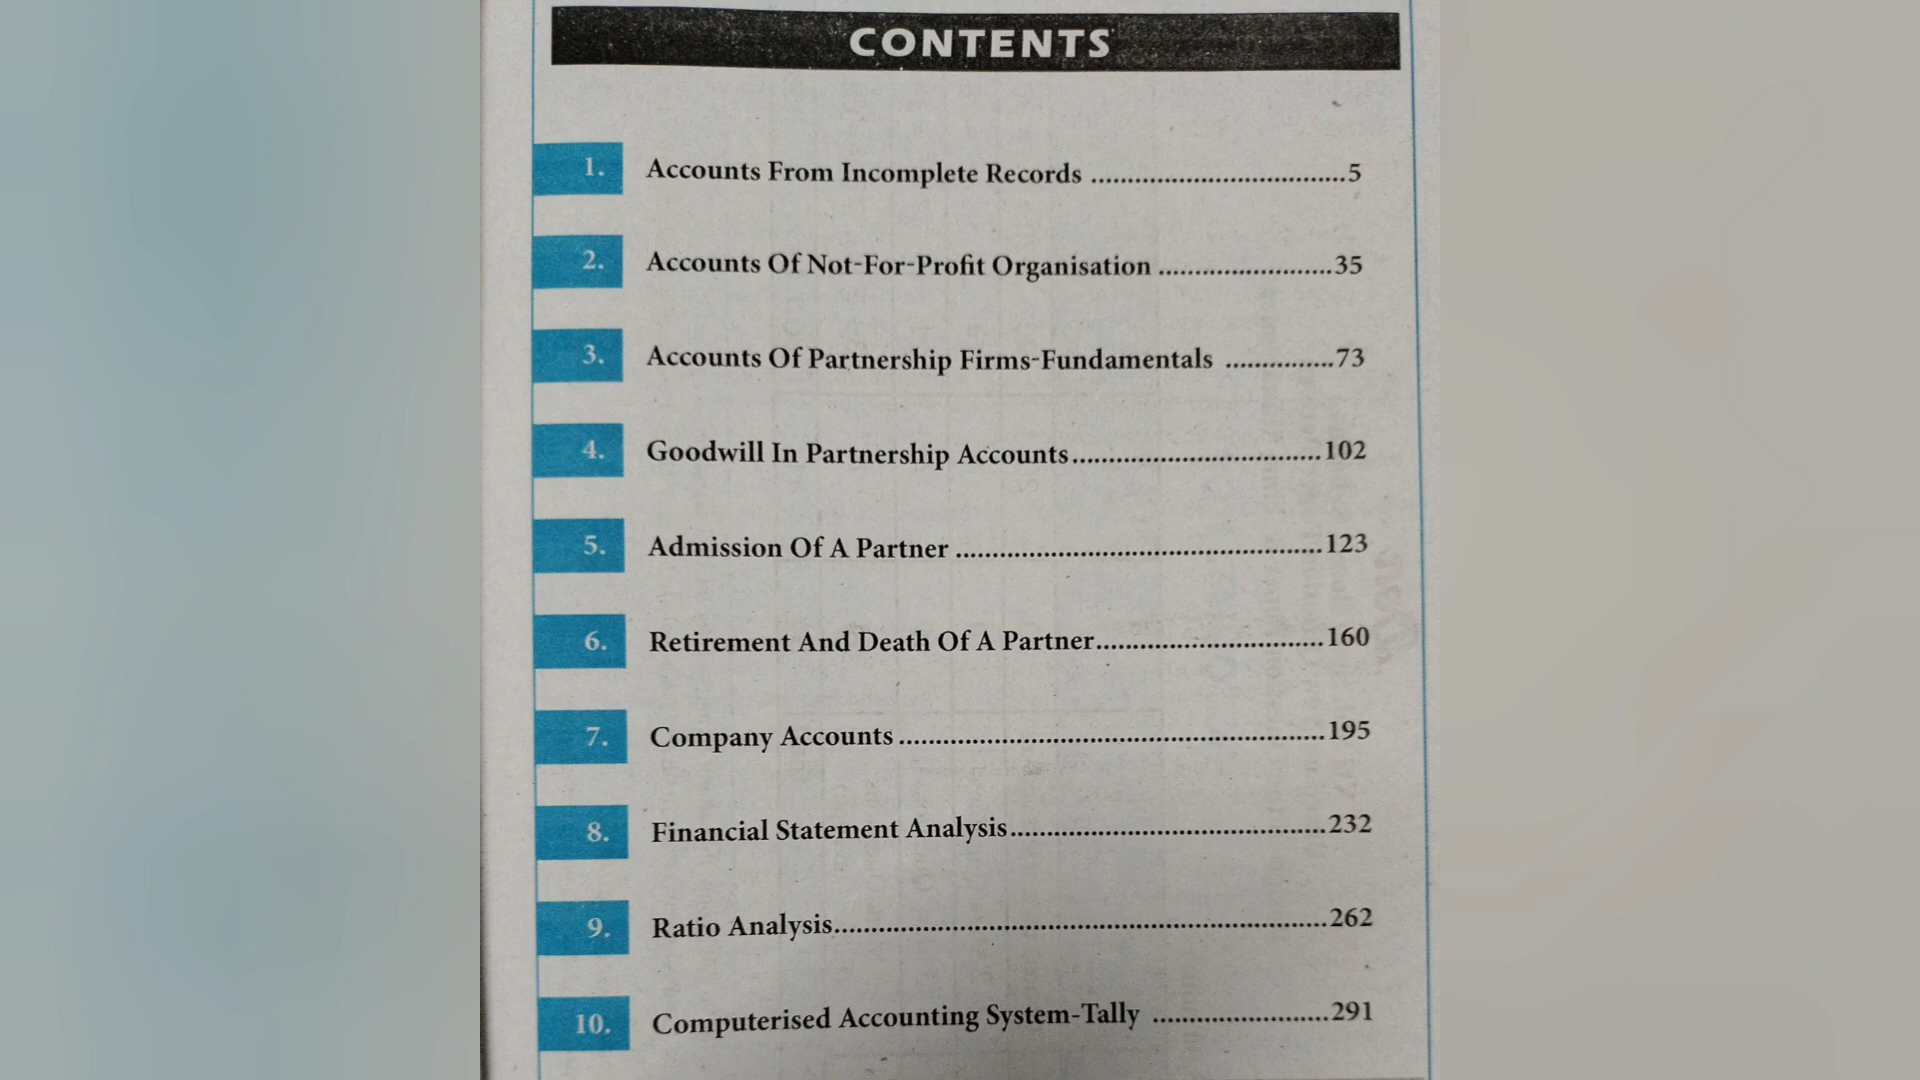 CONTENTS
1. Accounts From Incomplete Records ..................................5
2. Accounts Of Not-For-Profit Organisation .......................35
3. Accounts Of Partnership Firms-Fundamentals ...............73
4. Goodwill In Partnership Accounts..................................102
5. Admission Of A Partner .................................................123
6. Retirement And Death Of A Partner...............................160
7. Company Accounts .........................................................195
8. Financial Statement Analysis..........................................232
9. Ratio Analysis..................................................................262
10. Computerised Accounting System-Tally .......................291